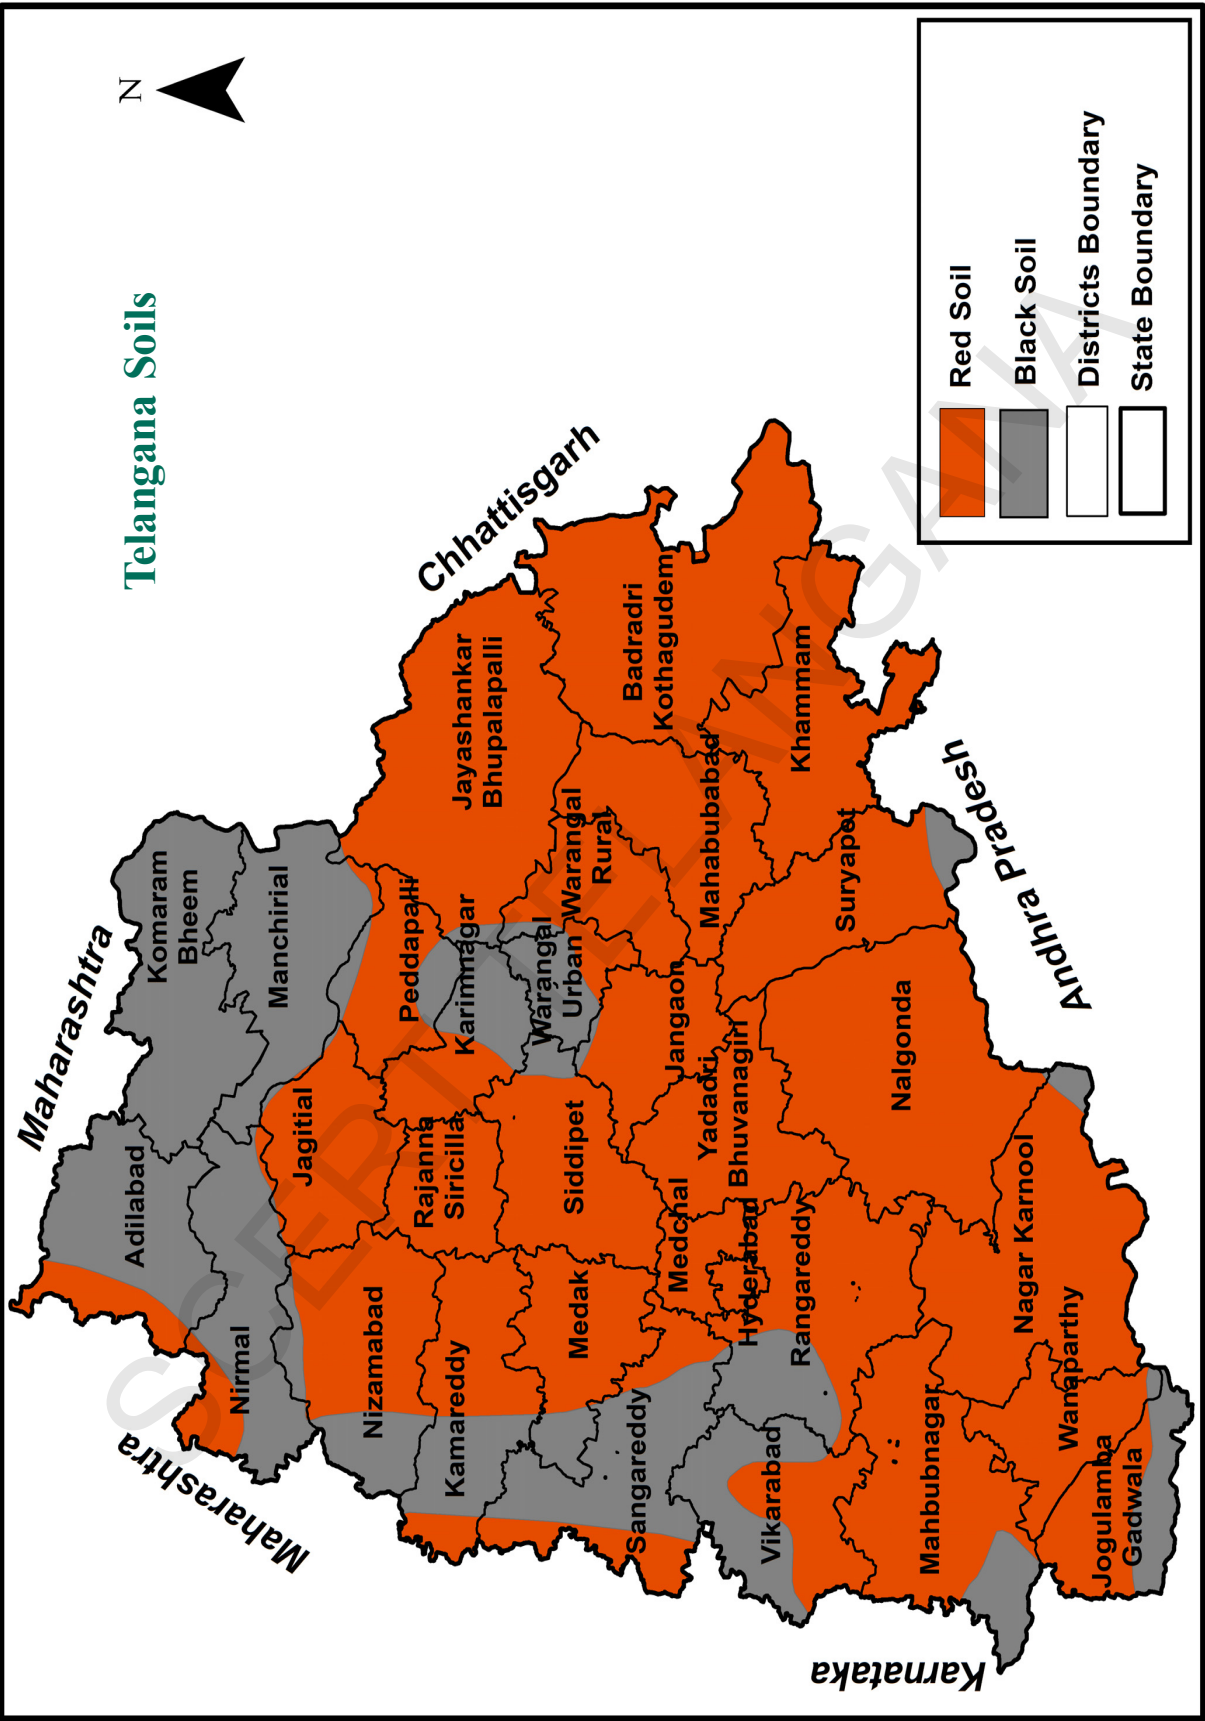 Telangana Soils
N
Maharashtra
Maharashtra
Chhattisgarh
Andhra Pradesh
Karnataka
Adilabad
Komaram
Bheem
Manchirial
Nirmal
Jagitial
Nizamabad
Peddapalli
Rajanna
Siricilla
Karimnagar
Jayashankar
Bhupalapalli
Kamareddy
Warangal
Urban
Warangal
Rural
Siddipet
Medak
Sangareddy
Badradri
Kothagudem
Jangaon
Mahabubabad
Medchal
Yadadri
Bhuvanagiri
Hyderabad
Khammam
Vikarabad
Rangareddy
Suryapet
Nalgonda
Mahbubnagar
Nagar Karnool
Wanaparthy
Jogulamba
Gadwala
Red Soil
Black Soil
Districts Boundary
State Boundary
SCERT TELANGANA